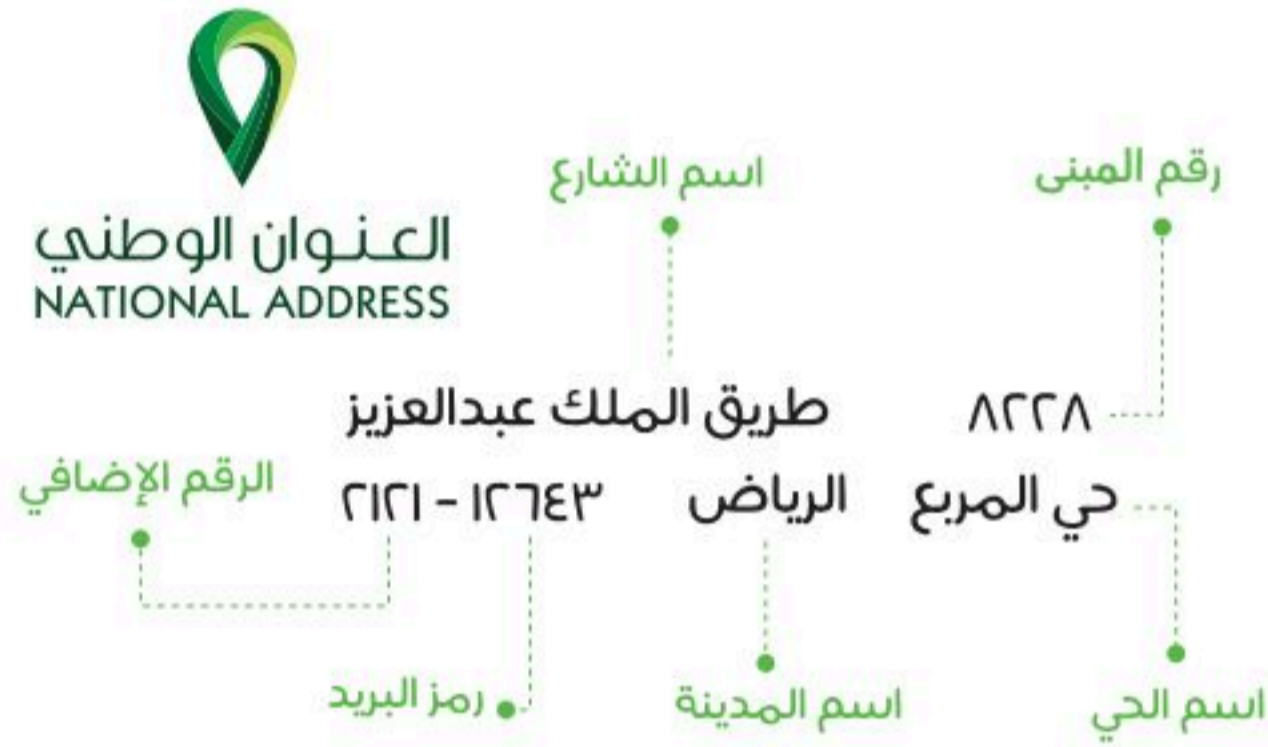 العنوان الوطني
NATIONAL ADDRESS
رقم المبنى
اسم الشارع
٨٢٢٨ طريق الملك عبدالعزيز
حي المربع الرياض ١٢٦٤٣ - ٢١٢١
الرقم الإضافي
اسم الحي
اسم المدينة
رمز البريد